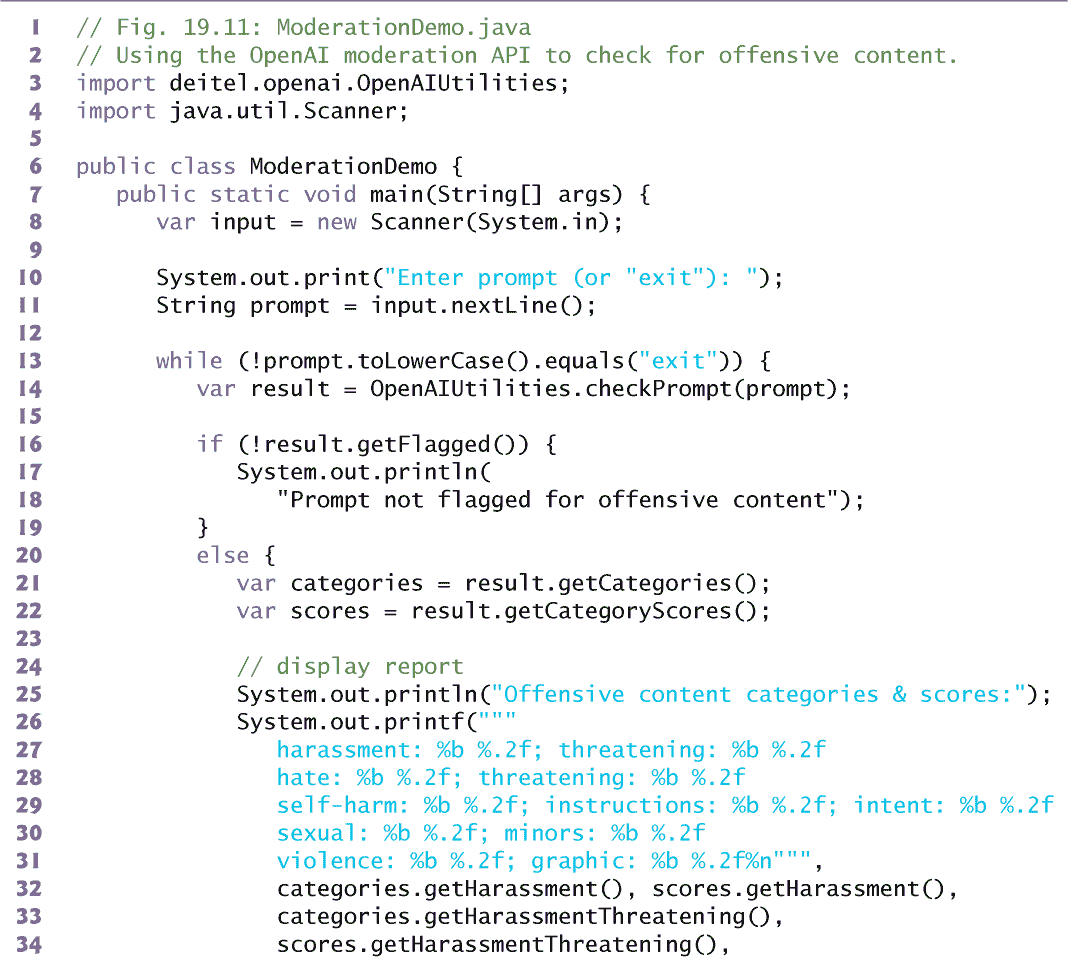 1 // Fig. 19.11: ModerationDemo.java
2 // Using the OpenAI moderation API to check for offensive content.
3 import deitel.openai.OpenAIUtilities;
4 import java.util.Scanner;
5
6 public class ModerationDemo {
7    public static void main(String[] args) {
8       var input = new Scanner(System.in);
9
10       System.out.print("Enter prompt (or "exit"): ");
11       String prompt = input.nextLine();
12
13       while (!prompt.toLowerCase().equals("exit")) {
14          var result = OpenAIUtilities.checkPrompt(prompt);
15
16          if (!result.getFlagged()) {
17             System.out.println(
18                "Prompt not flagged for offensive content");
19          }
20          else {
21             var categories = result.getCategories();
22             var scores = result.getCategoryScores();
23
24             // display report
25             System.out.println("Offensive content categories & scores:");
26             System.out.printf("""
27                harassment: %b %.2f; threatening: %b %.2f
28                hate: %b %.2f; threatening: %b %.2f
29                self-harm: %b %.2f; instructions: %b %.2f; intent: %b %.2f
30                sexual: %b %.2f; minors: %b %.2f
31                violence: %b %.2f; graphic: %b %.2f%n""",
32                categories.getHarassment(), scores.getHarassment(),
33                categories.getHarassmentThreatening(),
34                scores.getHarassmentThreatening(),